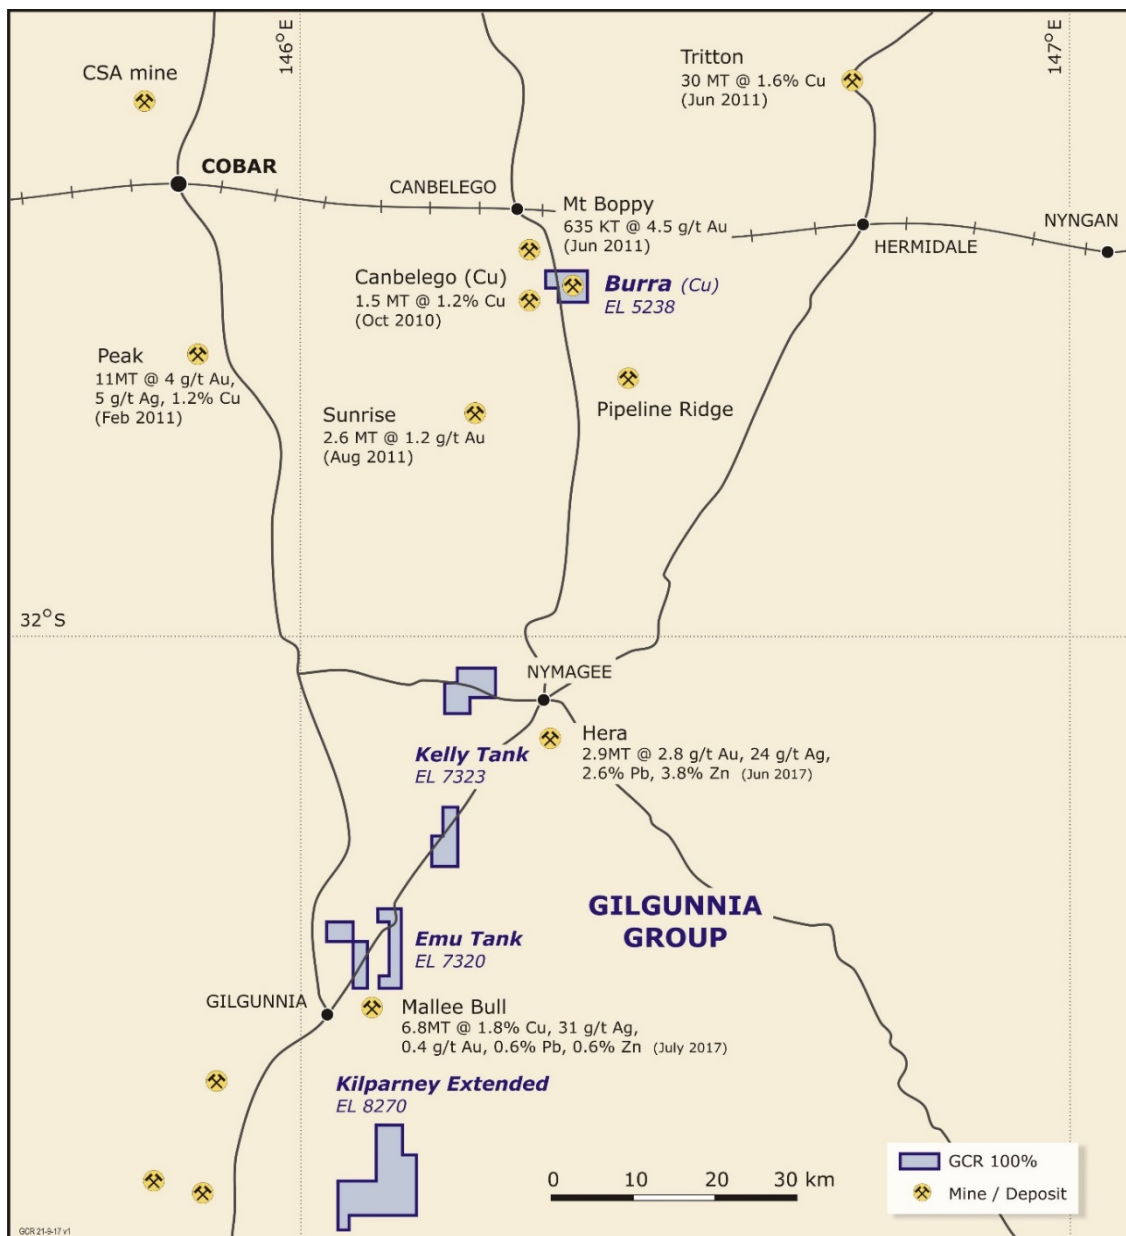 146°E
147°E
CSA mine
Tritton
30 MT @ 1.6% Cu
(Jun 2011)
COBAR
CANBELEGO
Mt Boppy
635 KT @ 4.5 g/t Au
(Jun 2011)
NYNGAN
HERMIDALE
Canbelego (Cu)
1.5 MT @ 1.2% Cu
(Oct 2010)
Burra (Cu)
EL 5238
Peak
11MT @ 4 g/t Au,
5 g/t Ag, 1.2% Cu
(Feb 2011)
Sunrise
2.6 MT @ 1.2 g/t Au
(Aug 2011)
Pipeline Ridge
32°S
NYMAGEE
Hera
2.9MT @ 2.8 g/t Au, 24 g/t Ag,
2.6% Pb, 3.8% Zn (Jun 2017)
Kelly Tank
EL 7323
GILGUNNIA
GROUP
Emu Tank
EL 7320
GILGUNNIA
Mallee Bull
6.8MT @ 1.8% Cu, 31 g/t Ag,
0.4 g/t Au, 0.6% Pb, 0.6% Zn (July 2017)
Kilparney Extended
EL 8270
0 10 20 30 km
GCR 100%
Mine / Deposit
GCR 21-9-17 v1